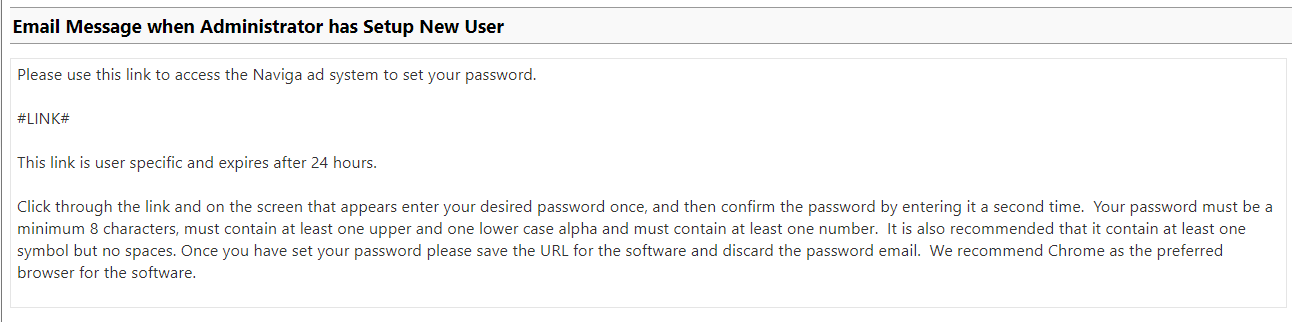 Email Message when Administrator has Setup New User
Please use this link to access the Naviga ad system to set your password.
#LINK#
This link is user specific and expires after 24 hours.
Click through the link and on the screen that appears enter your desired password once, and then confirm the password by entering it a second time.  Your password must be a
minimum 8 characters, must contain at least one upper and one lower case alpha and must contain at least one number.  It is also recommended that it contain at least one
symbol but no spaces. Once you have set your password please save the URL for the software and discard the password email.  We recommend Chrome as the preferred
browser for the software.